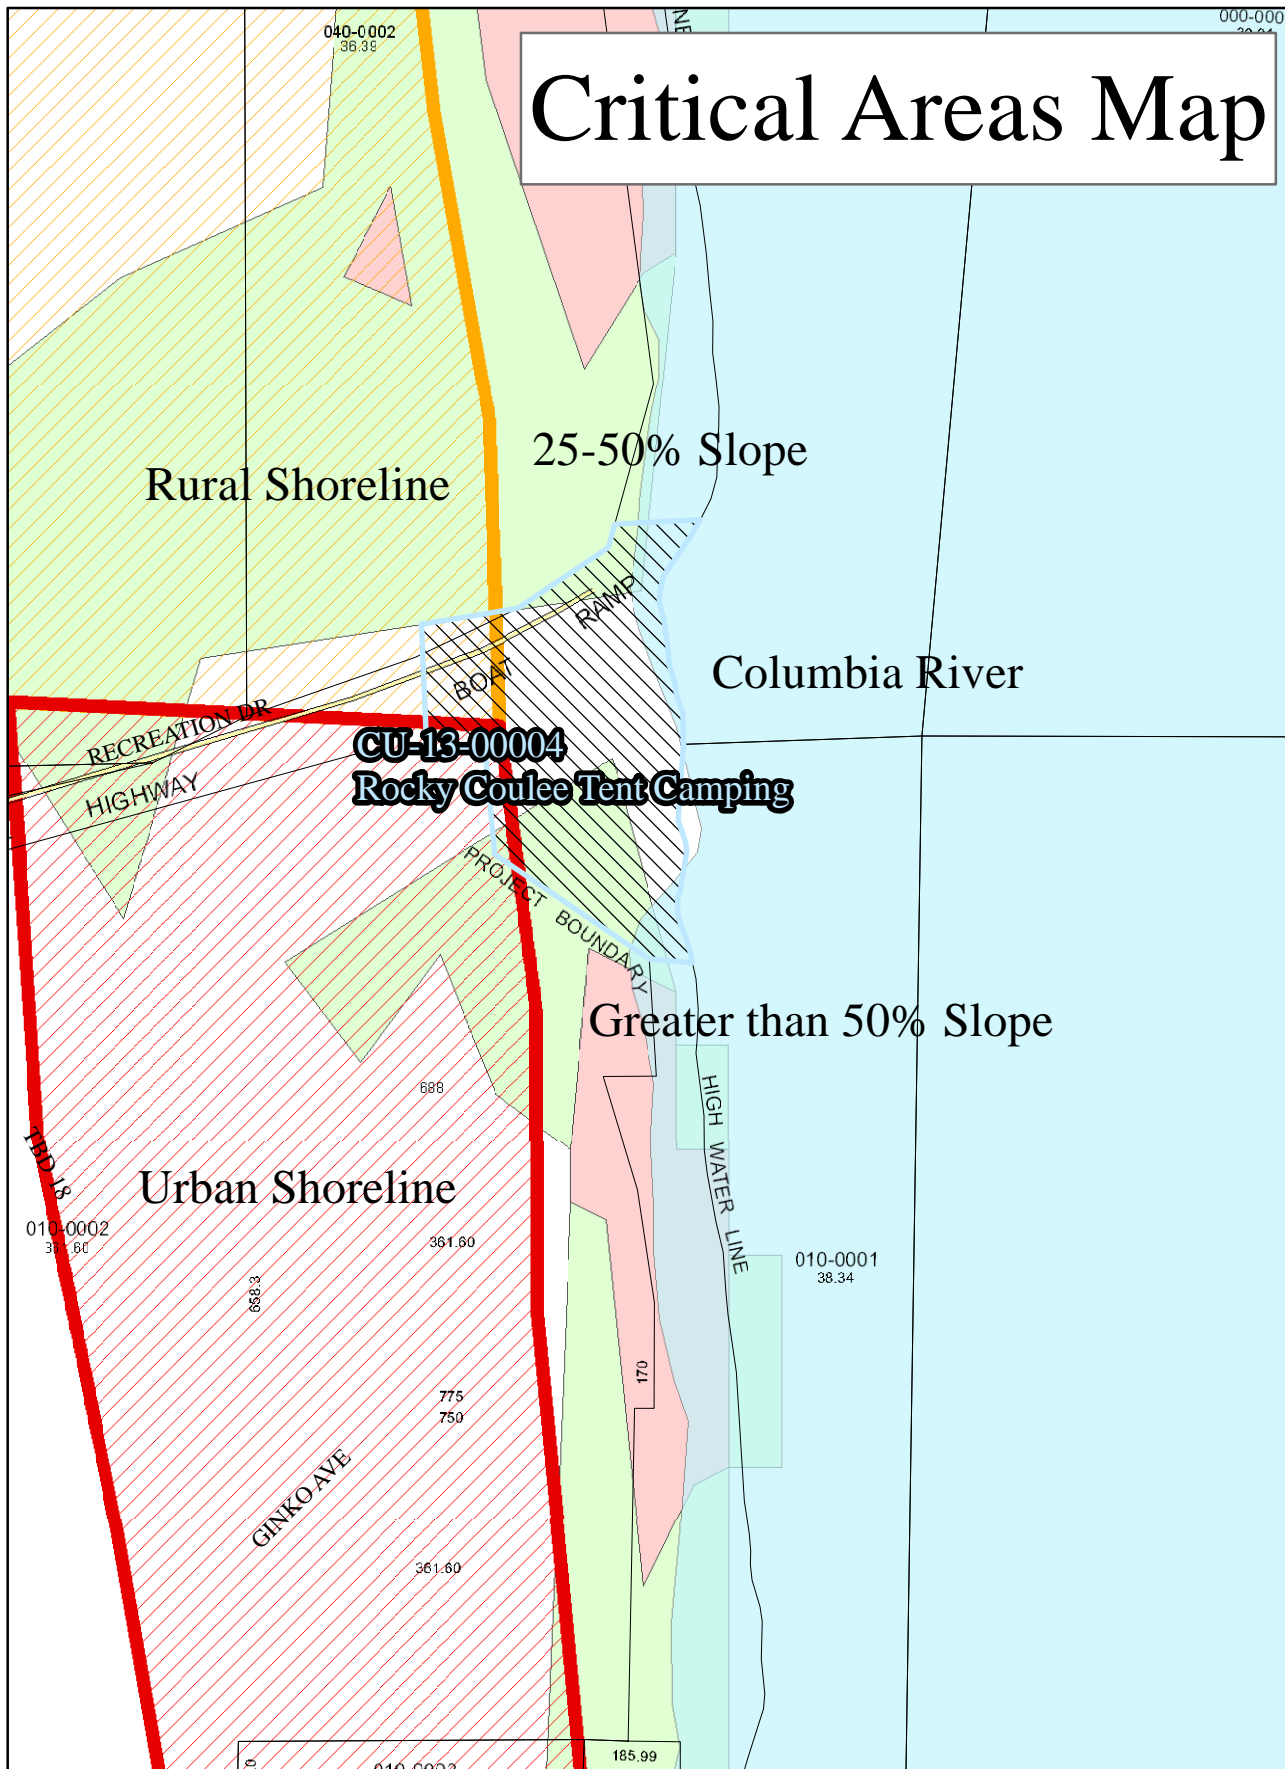 040-0002
36.39
000-000
Critical Areas Map
25-50% Slope
Rural Shoreline
RAMP
BOAT
Columbia River
RECREATION DR
HIGHWAY
CU-13-00004
Rocky Coulee Tent Camping
PROJECT BOUNDARY
Greater than 50% Slope
688
HIGH WATER LINE
TBD 18
Urban Shoreline
010-0002
361.60
361.60
010-0001
38.34
658.3
170
775
750
GINKO AVE
361.60
185.99